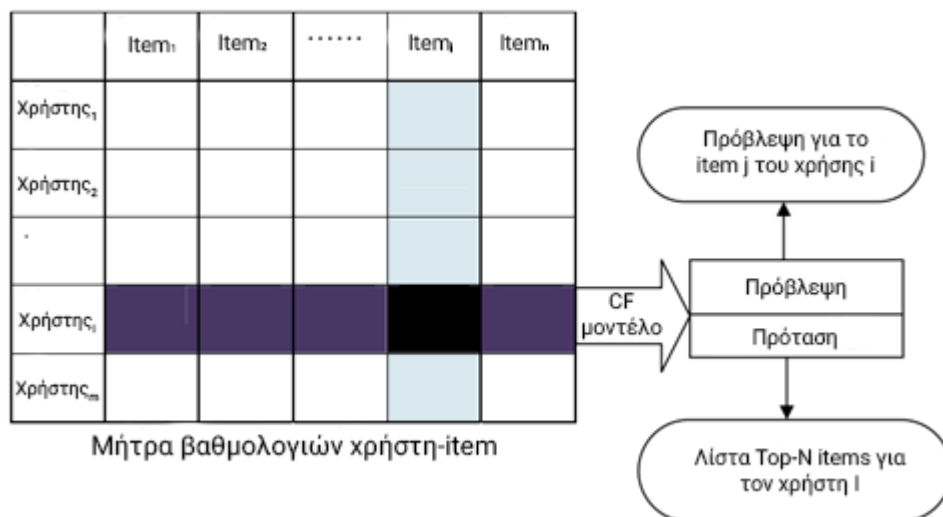 Item₁ Item₂ ...... Itemⱼ Itemₙ
Χρήστης₁
Χρήστης₂
.
Χρήστηςᵢ
Χρήστηςₘ
Μήτρα βαθμολογιών χρήστη-item
CF
μοντέλο
Πρόβλεψη για το
item j του χρήσης i
Πρόβλεψη
Πρόταση
Λίστα Top-N items για
τον χρήστη I